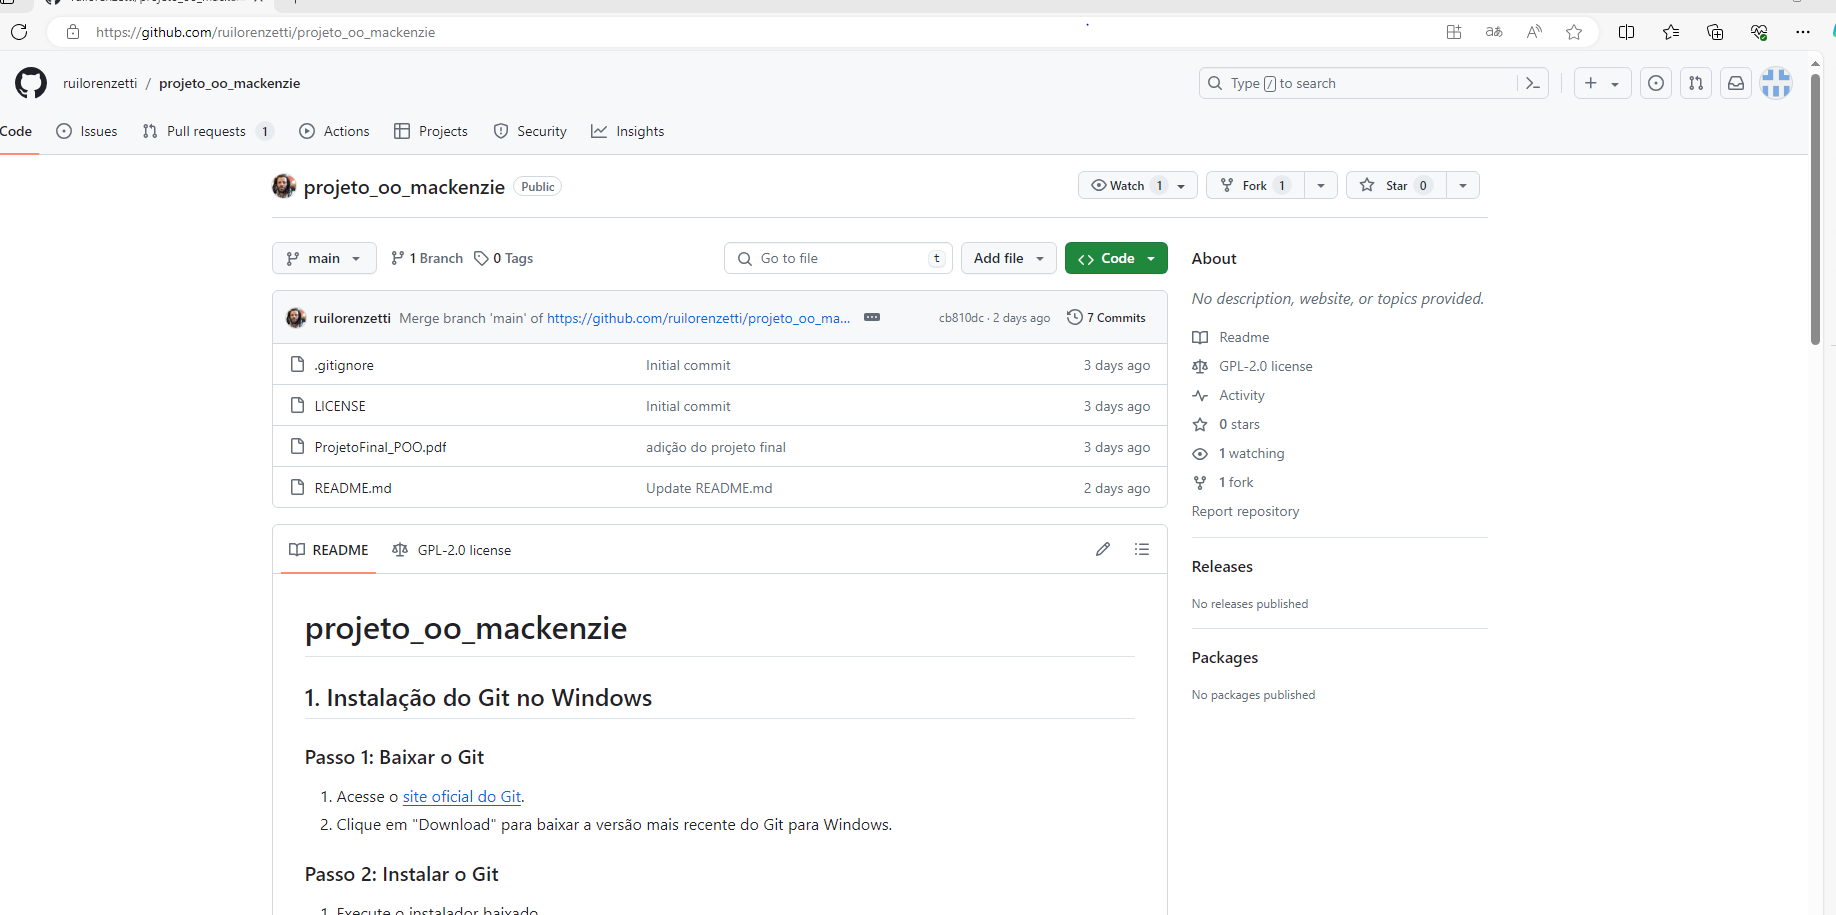 https://github.com/ruilorenzetti/projeto_oo_mackenzie
ruilorenzetti / projeto_oo_mackenzie
Type / to search
Code Issues Pull requests 1 Actions Projects Security Insights
projeto_oo_mackenzie Public
Watch 1 Fork 1 Star 0
main 1 Branch 0 Tags Go to file t Add file Code
ruilorenzetti Merge branch 'main' of https://github.com/ruilorenzetti/projeto_oo_ma... cb810dc · 2 days ago 7 Commits
.gitignore Initial commit 3 days ago
LICENSE Initial commit 3 days ago
ProjetoFinal_POO.pdf adição do projeto final 3 days ago
README.md Update README.md 2 days ago
README GPL-2.0 license
projeto_oo_mackenzie
1. Instalação do Git no Windows
Passo 1: Baixar o Git
1. Acesse o site oficial do Git.
2. Clique em "Download" para baixar a versão mais recente do Git para Windows.
Passo 2: Instalar o Git
1. Execute o instalador baixado
About
No description, website, or topics provided.
Readme
GPL-2.0 license
Activity
0 stars
1 watching
1 fork
Report repository
Releases
No releases published
Packages
No packages published